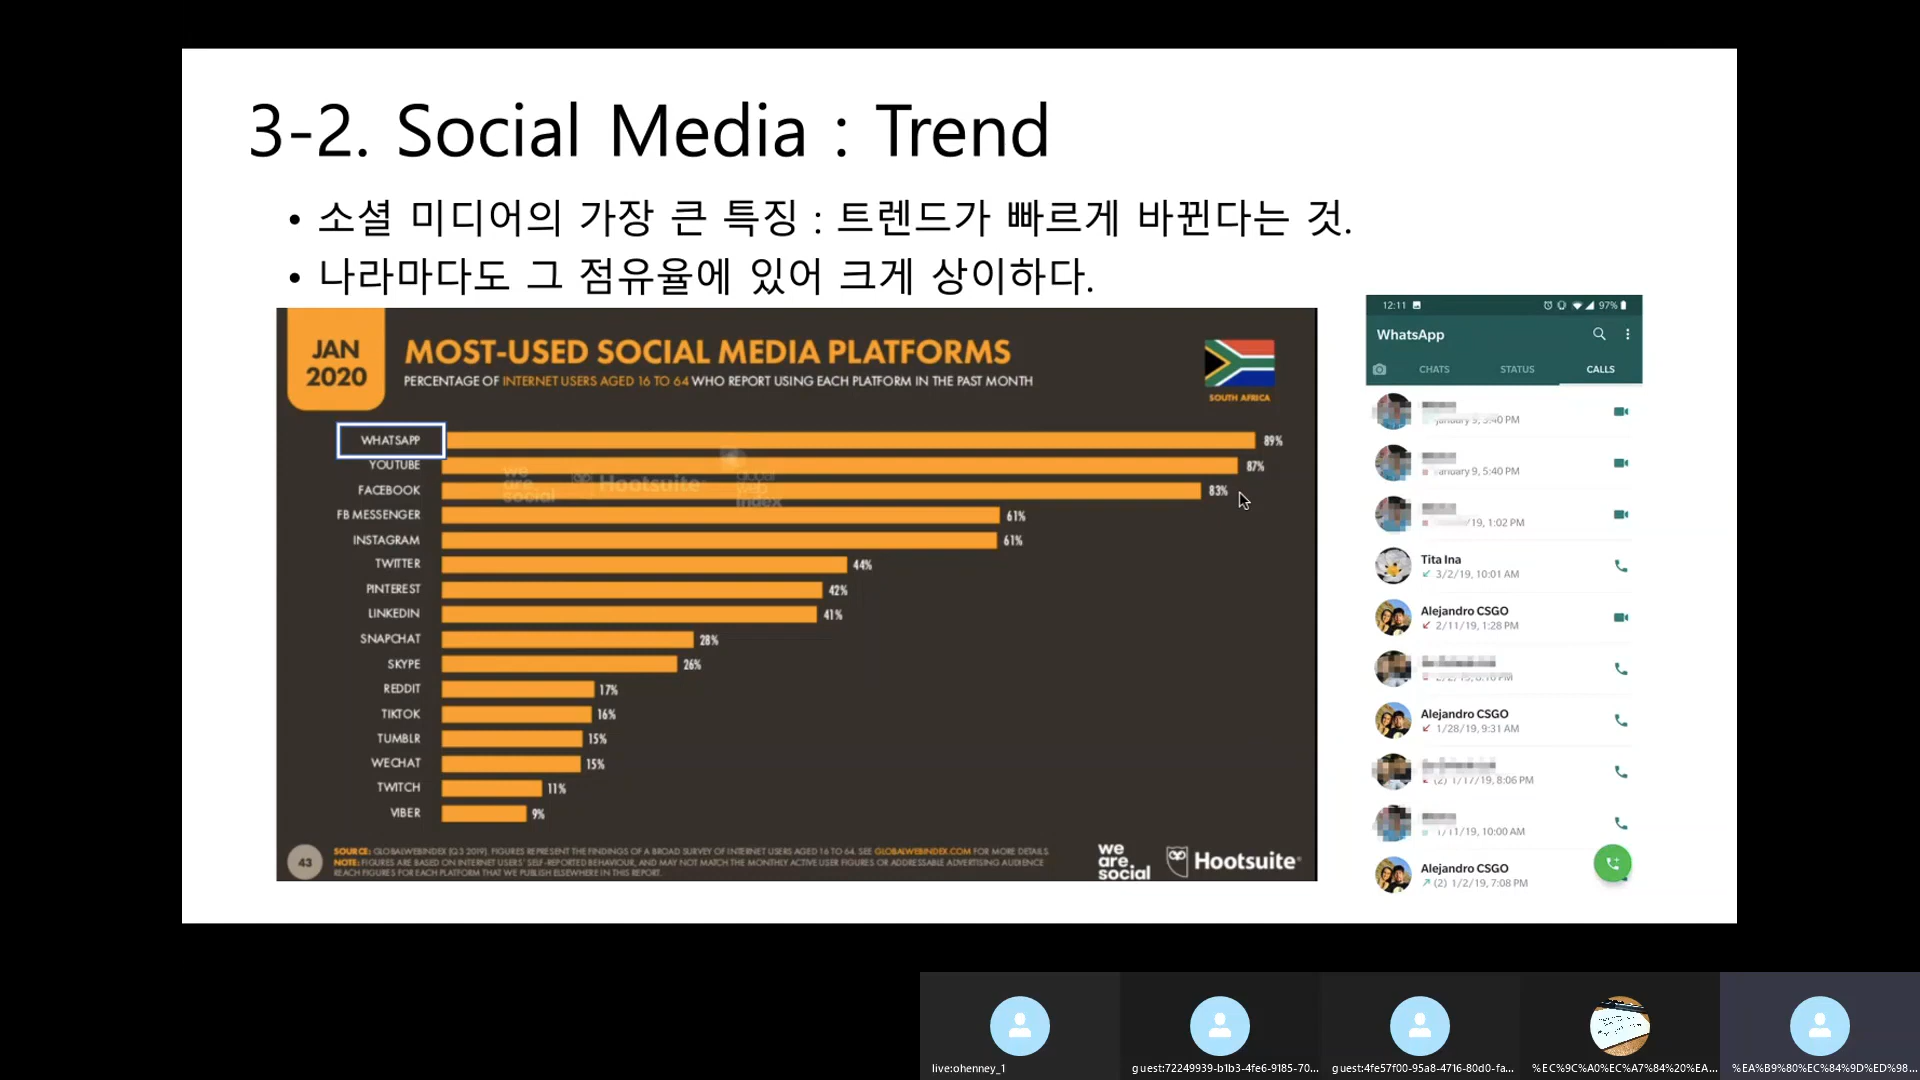 3-2. Social Media : Trend
• 소셜 미디어의 가장 큰 특징 : 트렌드가 빠르게 바뀐다는 것.
• 나라마다도 그 점유율에 있어 크게 상이하다.
JAN
2020
MOST-USED SOCIAL MEDIA PLATFORMS
PERCENTAGE OF INTERNET USERS AGED 16 TO 64 WHO REPORT USING EACH PLATFORM IN THE PAST MONTH
SOUTH AFRICA
WHATSAPP 89%
YOUTUBE 87%
FACEBOOK 83%
FB MESSENGER 61%
INSTAGRAM 61%
TWITTER 44%
PINTEREST 42%
LINKEDIN 41%
SNAPCHAT 28%
SKYPE 26%
REDDIT 17%
TIKTOK 16%
TUMBLR 15%
WECHAT 15%
TWITCH 11%
VIBER 9%
we are social
Hootsuite
global web index
43
SOURCE: GLOBALWEBINDEX (Q3 2019). FIGURES REPRESENT THE FINDINGS OF A BROAD SURVEY OF INTERNET USERS AGED 16 TO 64. SEE GLOBALWEBINDEX.COM FOR MORE DETAILS.
NOTE: FIGURES ARE BASED ON INTERNET USERS' SELF-REPORTED BEHAVIOUR, AND MAY NOT MATCH THE MONTHLY ACTIVE USER FIGURES OR ADDRESSABLE ADVERTISING AUDIENCE
REACH FIGURES FOR EACH PLATFORM THAT WE PUBLISH ELSEWHERE IN THIS REPORT.
we
are
social
Hootsuite
12:11 97%
WhatsApp
CHATS STATUS CALLS
January 9, 5:40 PM
January 9, 5:40 PM
/19, 1:02 PM
Tita Ina
3/2/19, 10:01 AM
Alejandro CSGO
2/11/19, 1:28 PM
Alejandro CSGO
1/28/19, 9:31 AM
(2) 1/17/19, 8:06 PM
1/11/19, 10:00 AM
Alejandro CSGO
(2) 1/2/19, 7:08 PM
live:ohenney_1
guest:72249939-b1b3-4fe6-9185-70...
guest:4fe57f00-95a8-4716-80d0-fa...
%EC%9C%A0%EC%A7%84%20%EA...
%EA%B9%80%EC%84%9D%ED%98...